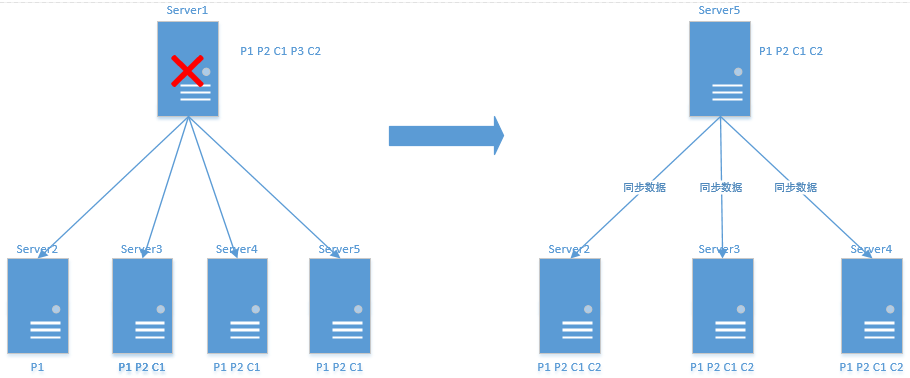 Server1
P1 P2 C1 P3 C2
Server2
Server3
Server4
Server5
P1
P1 P2 C1
P1 P2 C1
P1 P2 C1
Server5
P1 P2 C1 C2
同步数据
同步数据
同步数据
Server2
Server3
Server4
P1 P2 C1 C2
P1 P2 C1 C2
P1 P2 C1 C2